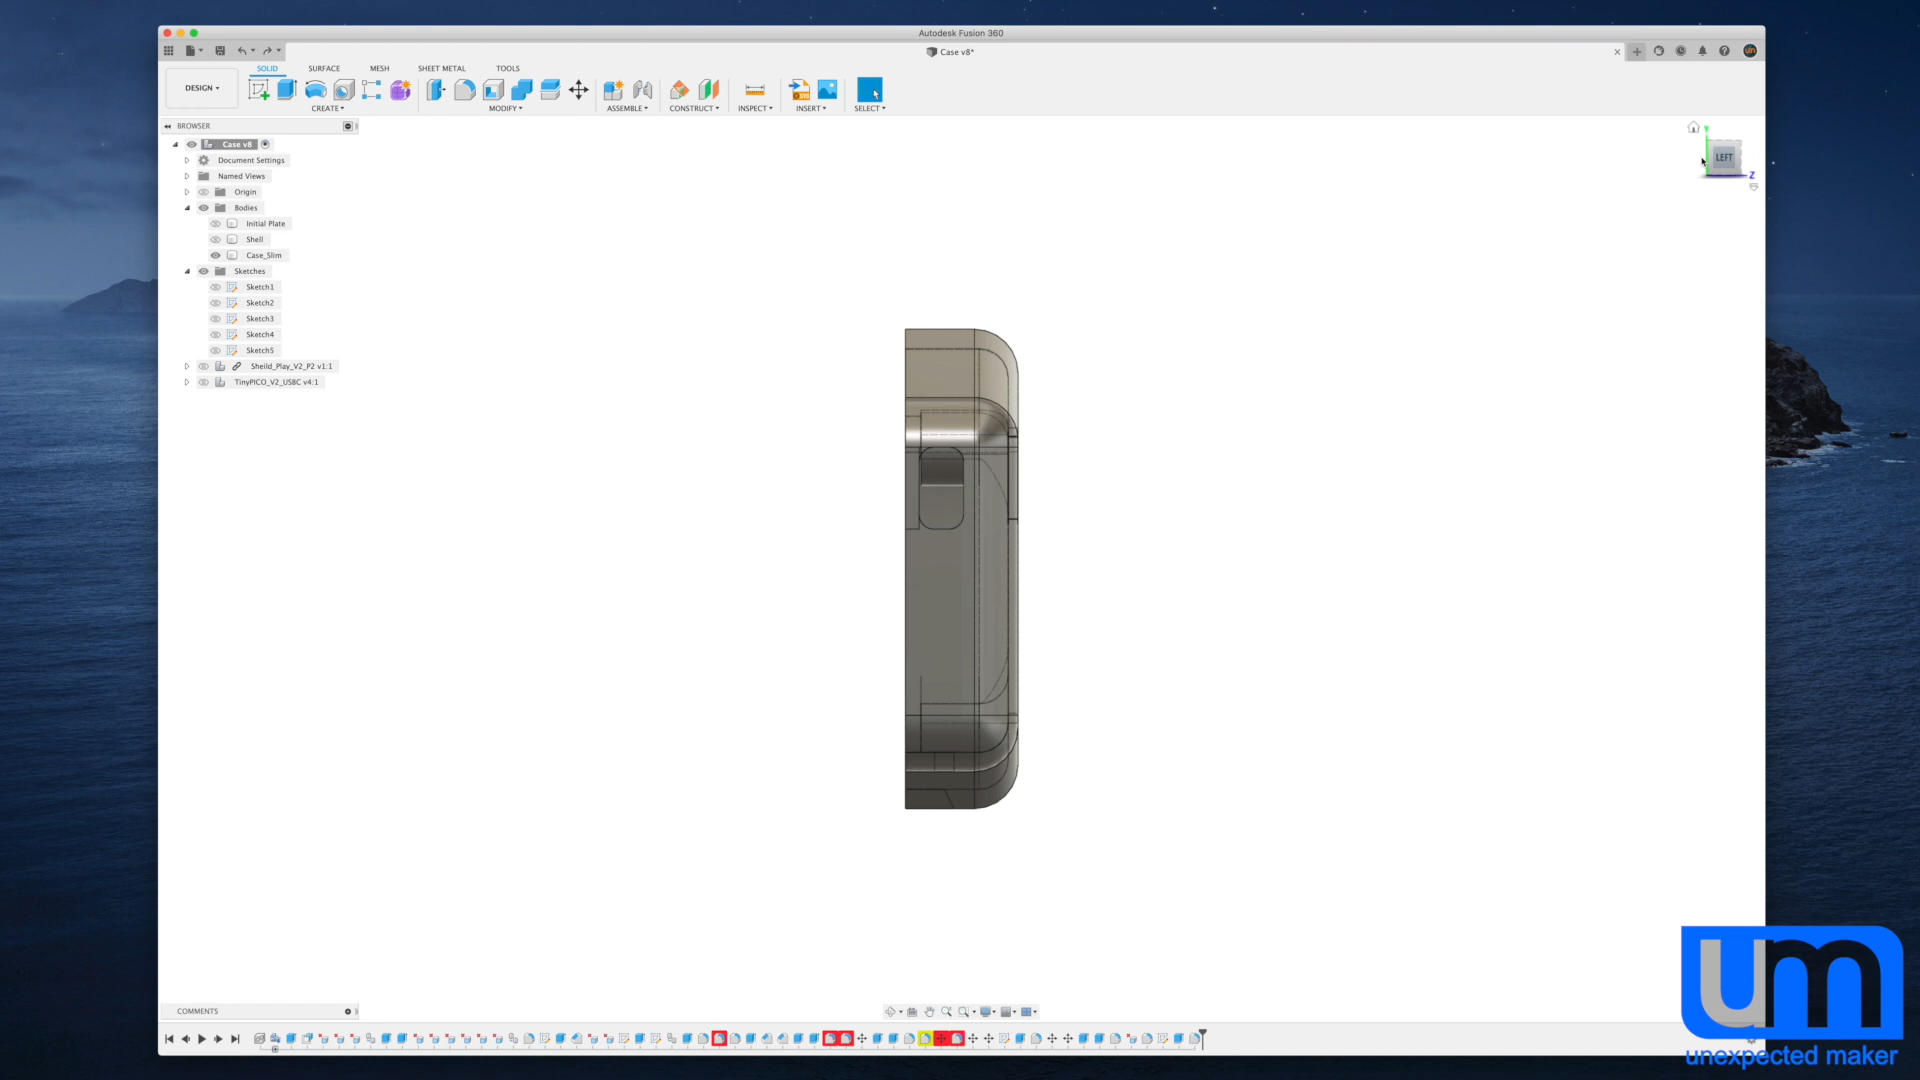 Autodesk Fusion 360
Case v8*
um
DESIGN
SOLID
SURFACE
MESH
SHEET METAL
TOOLS
CREATE
MODIFY
ASSEMBLE
CONSTRUCT
INSPECT
INSERT
SELECT
BROWSER
Case v8
Document Settings
Named Views
Origin
Bodies
Initial Plate
Shell
Case_Slim
Sketches
Sketch1
Sketch2
Sketch3
Sketch4
Sketch5
Sheild_Play_V2_P2 v1:1
TinyPICO_V2_USBC v4:1
Y
LEFT
Z
COMMENTS
um
unexpected maker